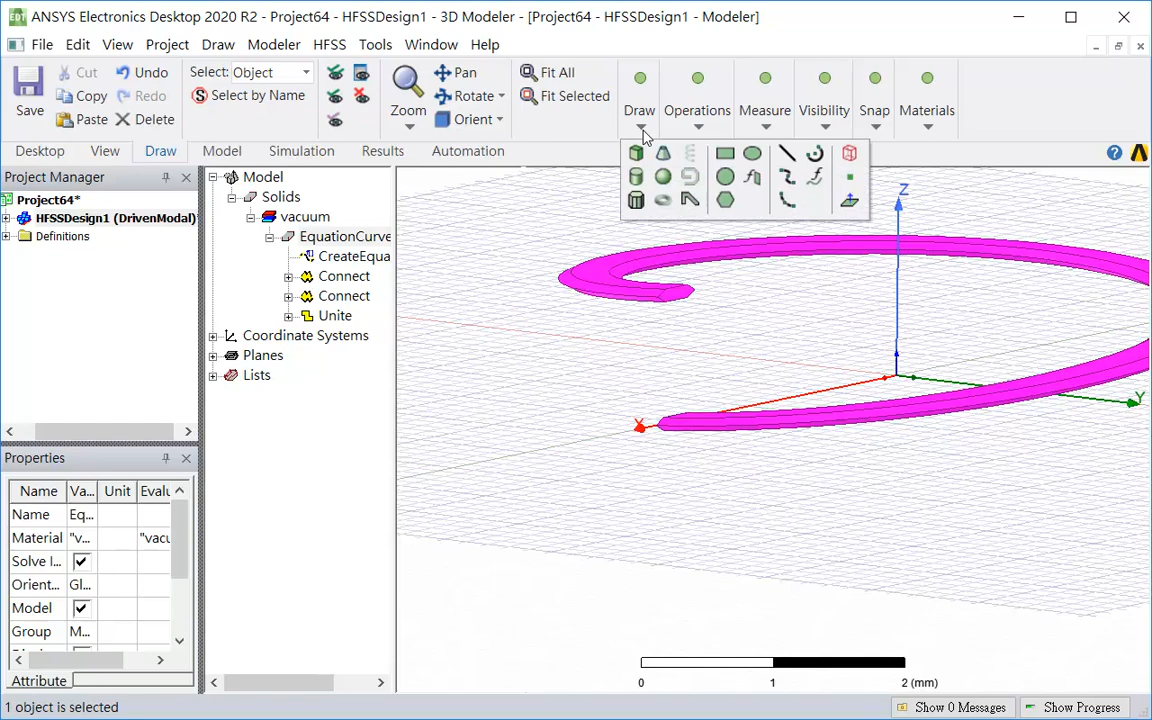 ANSYS Electronics Desktop 2020 R2 - Project64 - HFSSDesign1 - 3D Modeler - [Project64 - HFSSDesign1 - Modeler]
File Edit View Project Draw Modeler HFSS Tools Window Help
Save
Cut
Copy
Paste
Undo
Redo
Delete
Select: Object
Select by Name
Zoom
Pan
Rotate
Orient
Fit All
Fit Selected
Draw
Operations
Measure
Visibility
Snap
Materials
Desktop View Draw Model Simulation Results Automation
Project Manager
Project64*
HFSSDesign1 (DrivenModal)*
Definitions
Model
Solids
vacuum
EquationCurve
CreateEqua
Connect
Connect
Unite
Coordinate Systems
Planes
Lists
Properties
Name Va... Unit Evalu
Name Eq...
Material "v... "vacu
Solve I...
Orient... Gl...
Model
Group M...
Attribute
Z
X
Y
0 1 2 (mm)
1 object is selected
Show 0 Messages
Show Progress